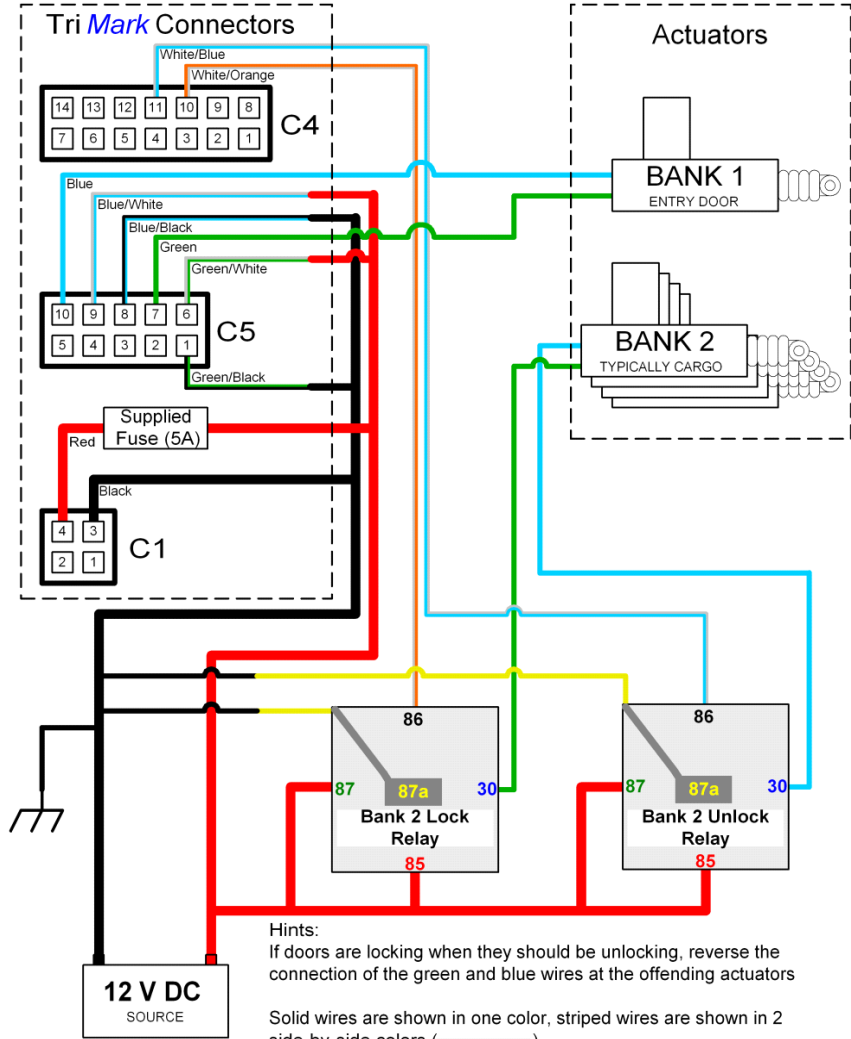 Tri Mark Connectors
Actuators
White/Blue
White/Orange
14 13 12 11 10 9 8
7 6 5 4 3 2 1
C4
Blue
Blue/White
Blue/Black
Green
Green/White
10 9 8 7 6
5 4 3 2 1
C5
Green/Black
BANK 1
ENTRY DOOR
BANK 2
TYPICALLY CARGO
Supplied
Fuse (5A)
Red
Black
4 3
2 1
C1
86
87
87a
30
Bank 2 Lock
Relay
85
86
87
87a
30
Bank 2 Unlock
Relay
85
12 V DC
SOURCE
Hints:
If doors are locking when they should be unlocking, reverse the
connection of the green and blue wires at the offending actuators
Solid wires are shown in one color, striped wires are shown in 2
side-by-side colors (